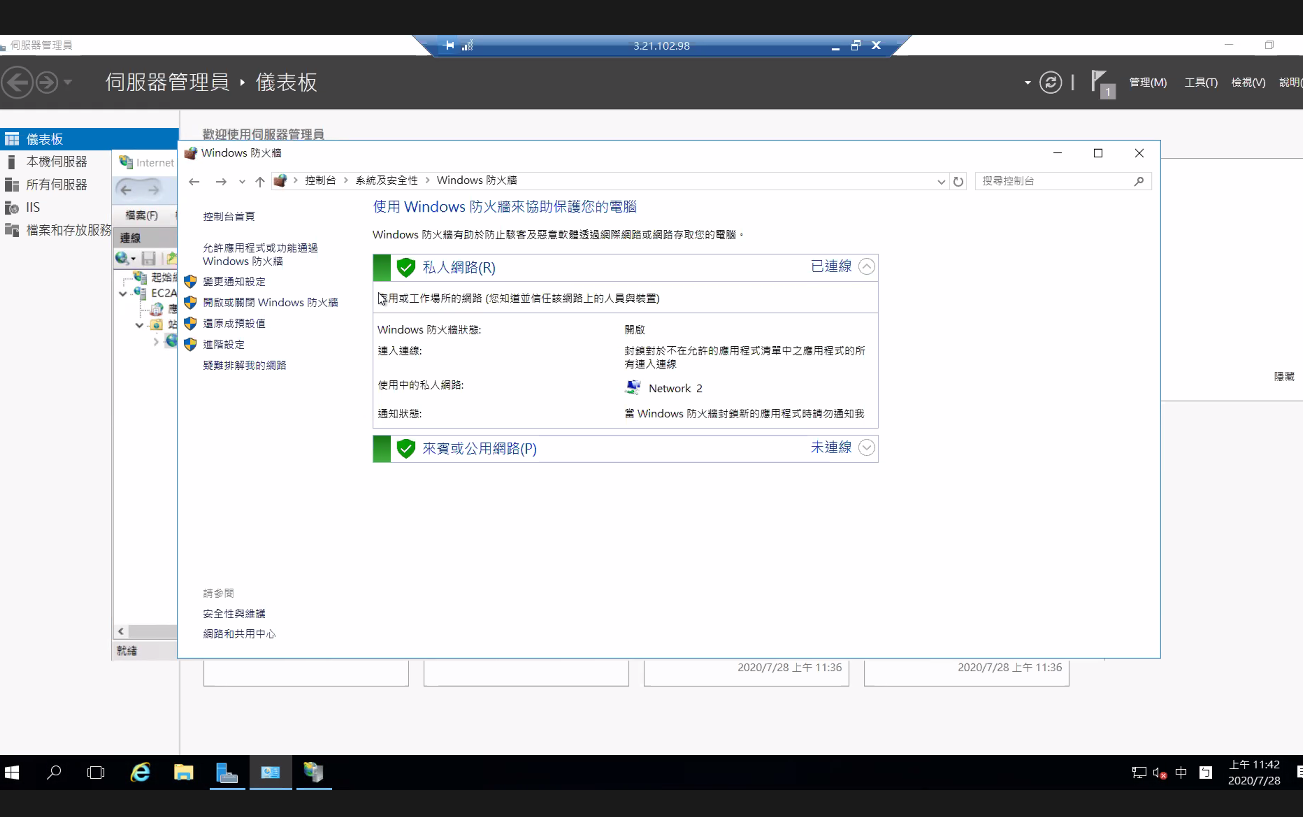 伺服器管理員
3.21.102.98
伺服器管理員 ‣ 儀表板
1
管理(M) 工具(T) 檢視(V) 說明(
儀表板
本機伺服器
所有伺服器
IIS
檔案和存放服務
歡迎使用伺服器管理員
Internet
檔案(F)
連線
起始
EC2A
就緒
Windows 防火牆
控制台 > 系統及安全性 > Windows 防火牆
搜尋控制台
控制台首頁
允許應用程式或功能通過
Windows 防火牆
變更通知設定
開啟或關閉 Windows 防火牆
還原成預設值
進階設定
疑難排解我的網路
請參閱
安全性與維護
網路和共用中心
使用 Windows 防火牆來協助保護您的電腦
Windows 防火牆有助於防止駭客及惡意軟體透過網際網路或網路存取您的電腦。
私人網路(R) 已連線
用或工作場所的網路 (您知道並信任該網路上的人員與裝置)
Windows 防火牆狀態: 開啟
連入連線: 封鎖對於不在允許的應用程式清單中之應用程式的所
有連入連線
使用中的私人網路: Network 2
通知狀態: 當 Windows 防火牆封鎖新的應用程式時請勿通知我
來賓或公用網路(P) 未連線
隱藏
2020/7/28 上午 11:36
2020/7/28 上午 11:36
中
上午 11:42
2020/7/28